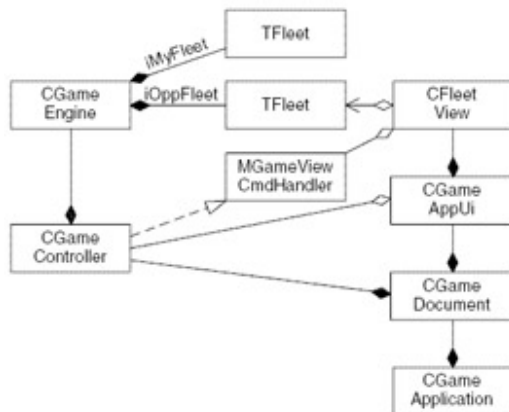 TFleet
iMyFleet
CGame
Engine
iOppFleet
TFleet
CFleet
View
MGameView
CmdHandler
CGame
AppUi
CGame
Controller
CGame
Document
CGame
Application